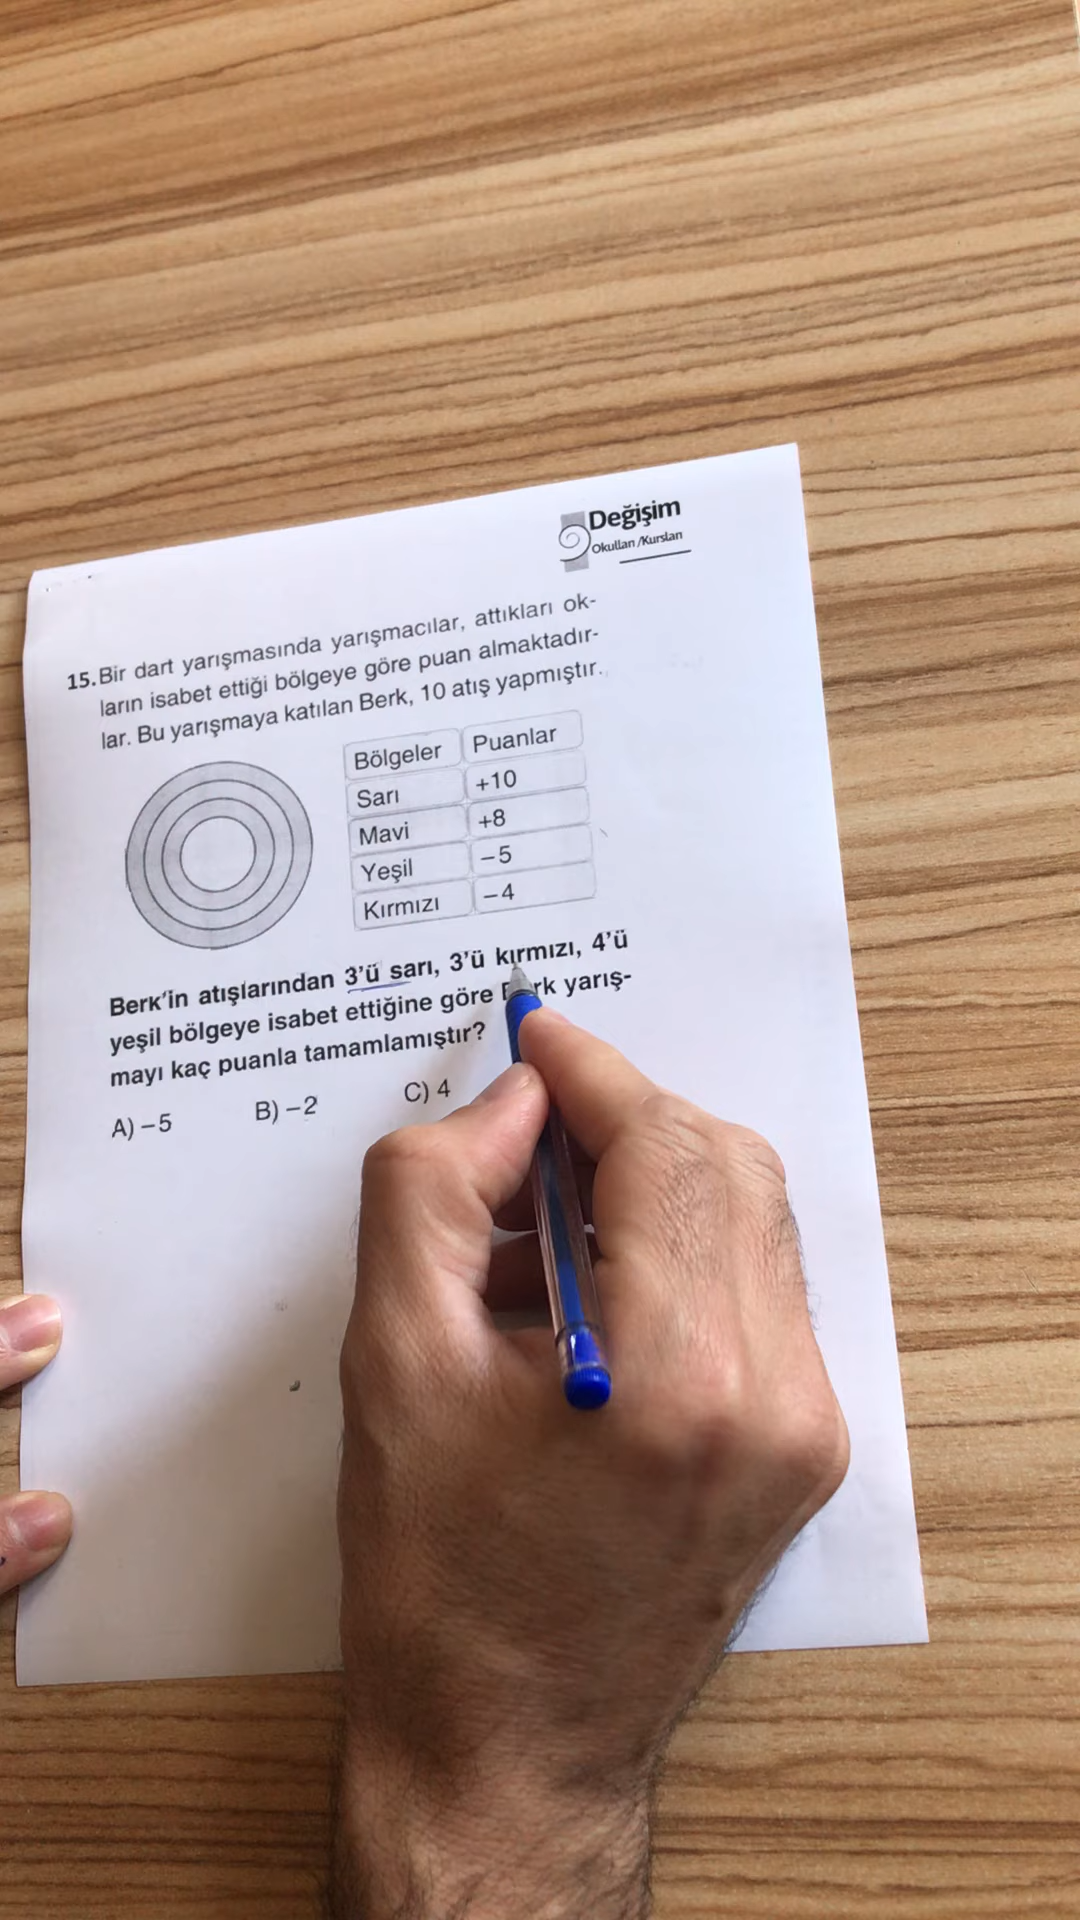 Değişim
Okulları /Kursları
15. Bir dart yarışmasında yarışmacılar, attıkları ok-
ların isabet ettiği bölgeye göre puan almaktadır-
lar. Bu yarışmaya katılan Berk, 10 atış yapmıştır.
Bölgeler Puanlar
Sarı +10
Mavi +8
Yeşil -5
Kırmızı -4
Berk'in atışlarından 3'ü sarı, 3'ü kırmızı, 4'ü
yeşil bölgeye isabet ettiğine göre Berk yarış-
mayı kaç puanla tamamlamıştır?
A) -5 B) -2 C) 4